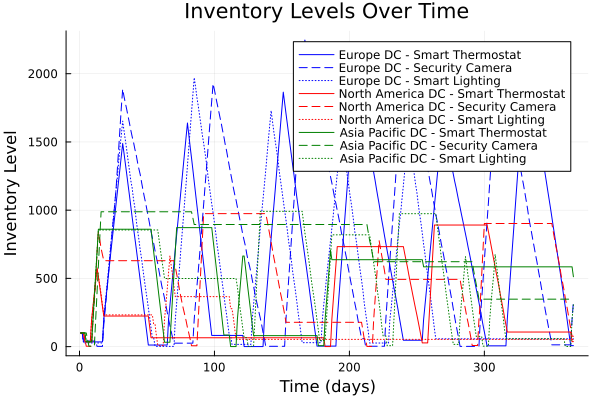 Inventory Levels Over Time
Inventory Level
2000
1500
1000
500
0
Europe DC - Smart Thermostat
Europe DC - Security Camera
Europe DC - Smart Lighting
North America DC - Smart Thermostat
North America DC - Security Camera
North America DC - Smart Lighting
Asia Pacific DC - Smart Thermostat
Asia Pacific DC - Security Camera
Asia Pacific DC - Smart Lighting
0 100 200 300
Time (days)